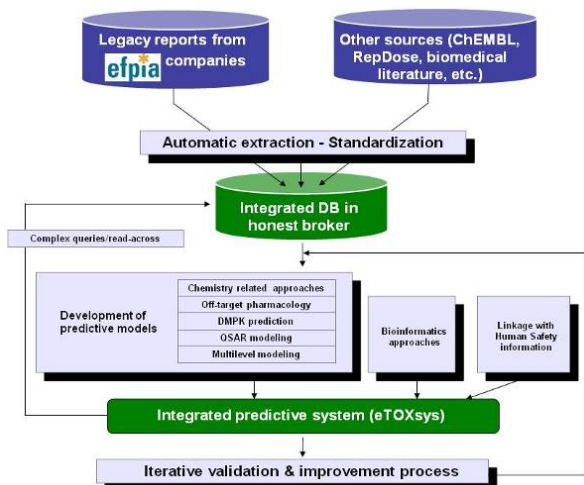 Legacy reports from
efpia companies
Other sources (ChEMBL,
RepDose, biomedical
literature, etc.)
Automatic extraction - Standardization
Integrated DB in
honest broker
Complex queries/read-across
Development of
predictive models
Chemistry related approaches
Off-target pharmacology
DMPK prediction
QSAR modeling
Multilevel modeling
Bioinformatics
approaches
Linkage with
Human Safety
information
Integrated predictive system (eTOXsys)
Iterative validation & improvement process